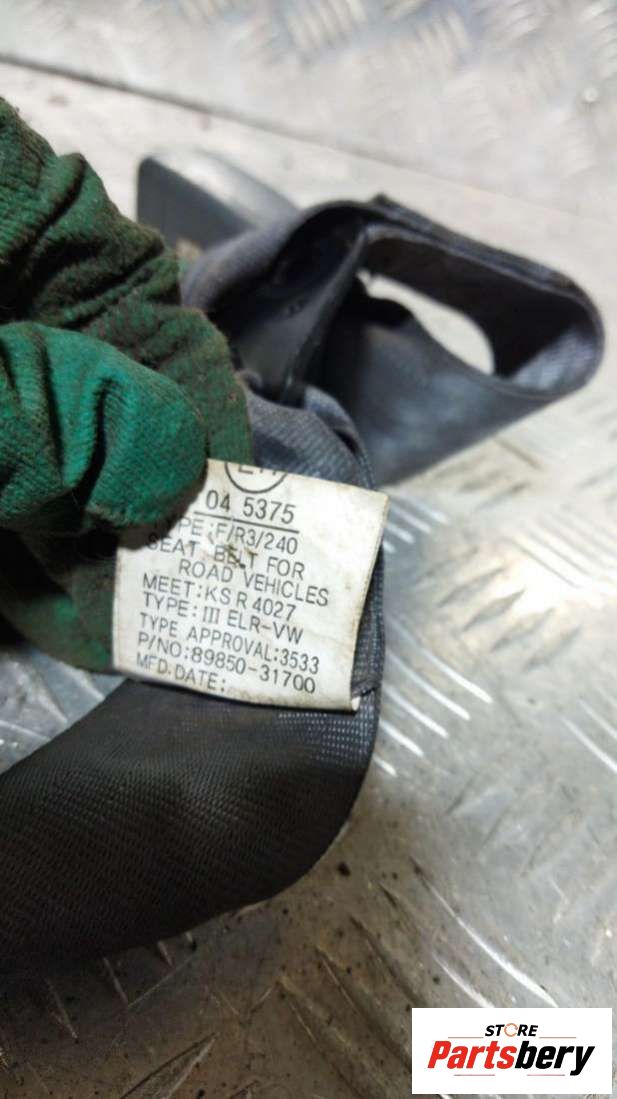 04 5375
TYPE:F/R3/240
SEAT BELT FOR
ROAD VEHICLES
MEET:KS R 4027
TYPE:III ELR-VW
TYPE APPROVAL:3533
P/NO:89850-31700
MFD.DATE:
STORE
Partsbery